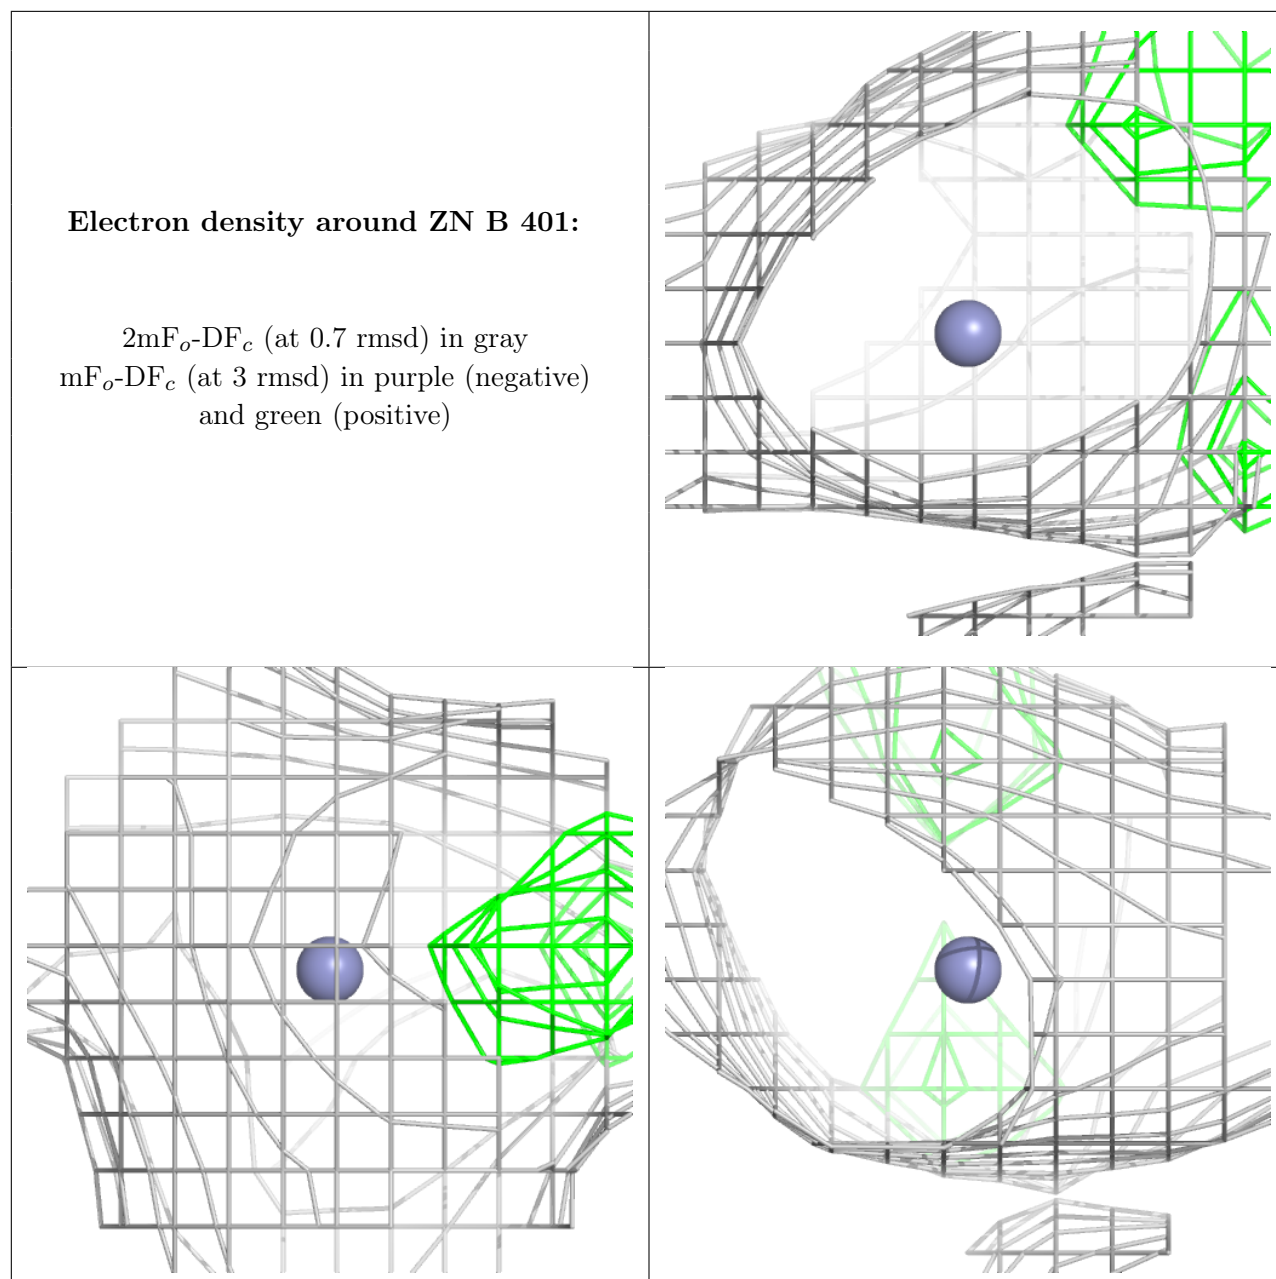 Electron density around ZN B 401:
2mFo-DFc (at 0.7 rmsd) in gray
mFo-DFc (at 3 rmsd) in purple (negative)
and green (positive)